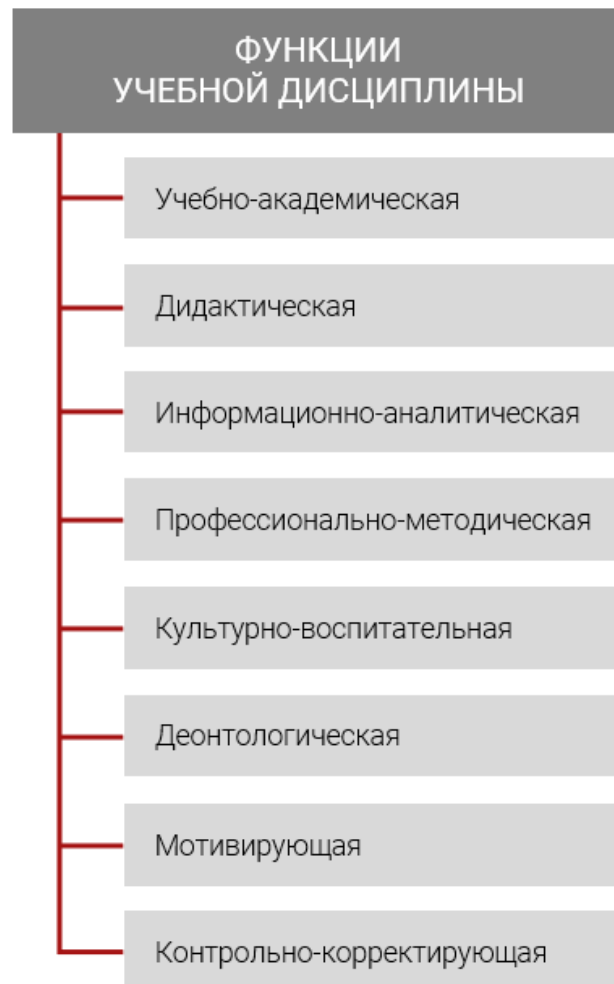 ФУНКЦИИ
УЧЕБНОЙ ДИСЦИПЛИНЫ
Учебно-академическая
Дидактическая
Информационно-аналитическая
Профессионально-методическая
Культурно-воспитательная
Деонтологическая
Мотивирующая
Контрольно-корректирующая